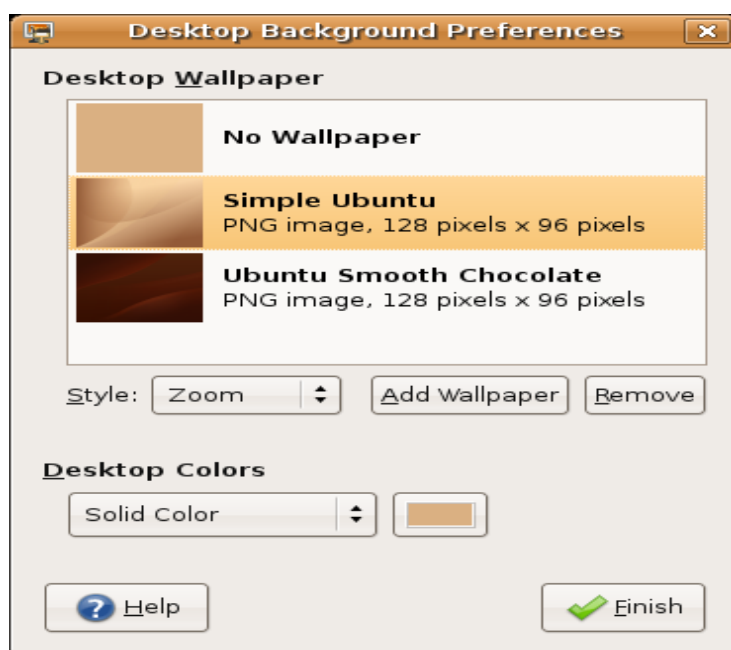 Desktop Background Preferences
Desktop Wallpaper
No Wallpaper
Simple Ubuntu
PNG image, 128 pixels x 96 pixels
Ubuntu Smooth Chocolate
PNG image, 128 pixels x 96 pixels
Style: Zoom Add Wallpaper Remove
Desktop Colors
Solid Color
Help Finish